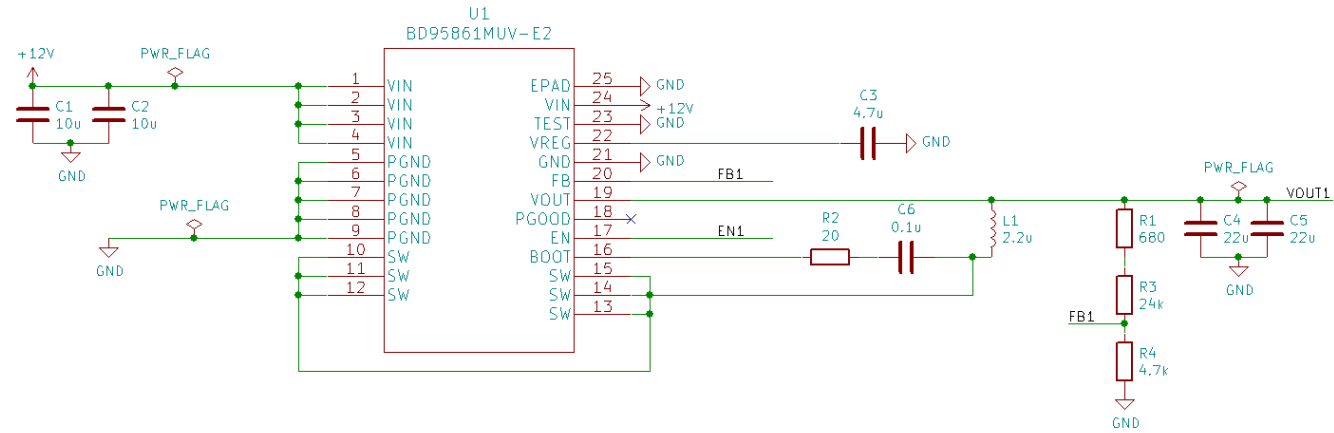 U1
BD95861MUV-E2
+12V
PWR_FLAG
C1
10u
C2
10u
GND
PWR_FLAG
GND
1 VIN
2 VIN
3 VIN
4 VIN
5 PGND
6 PGND
7 PGND
8 PGND
9 PGND
10 SW
11 SW
12 SW
EPAD 25 GND
VIN 24 +12V
TEST 23 GND
VREG 22
GND 21 GND
FB 20 FB1
VOUT 19
PGOOD 18
EN 17 EN1
BOOT 16
SW 15
SW 14
SW 13
C3
4.7u
GND
R2
20
C6
0.1u
L1
2.2u
PWR_FLAG
VOUT1
R1
680
C4
22u
C5
22u
GND
R3
24k
FB1
R4
4.7k
GND